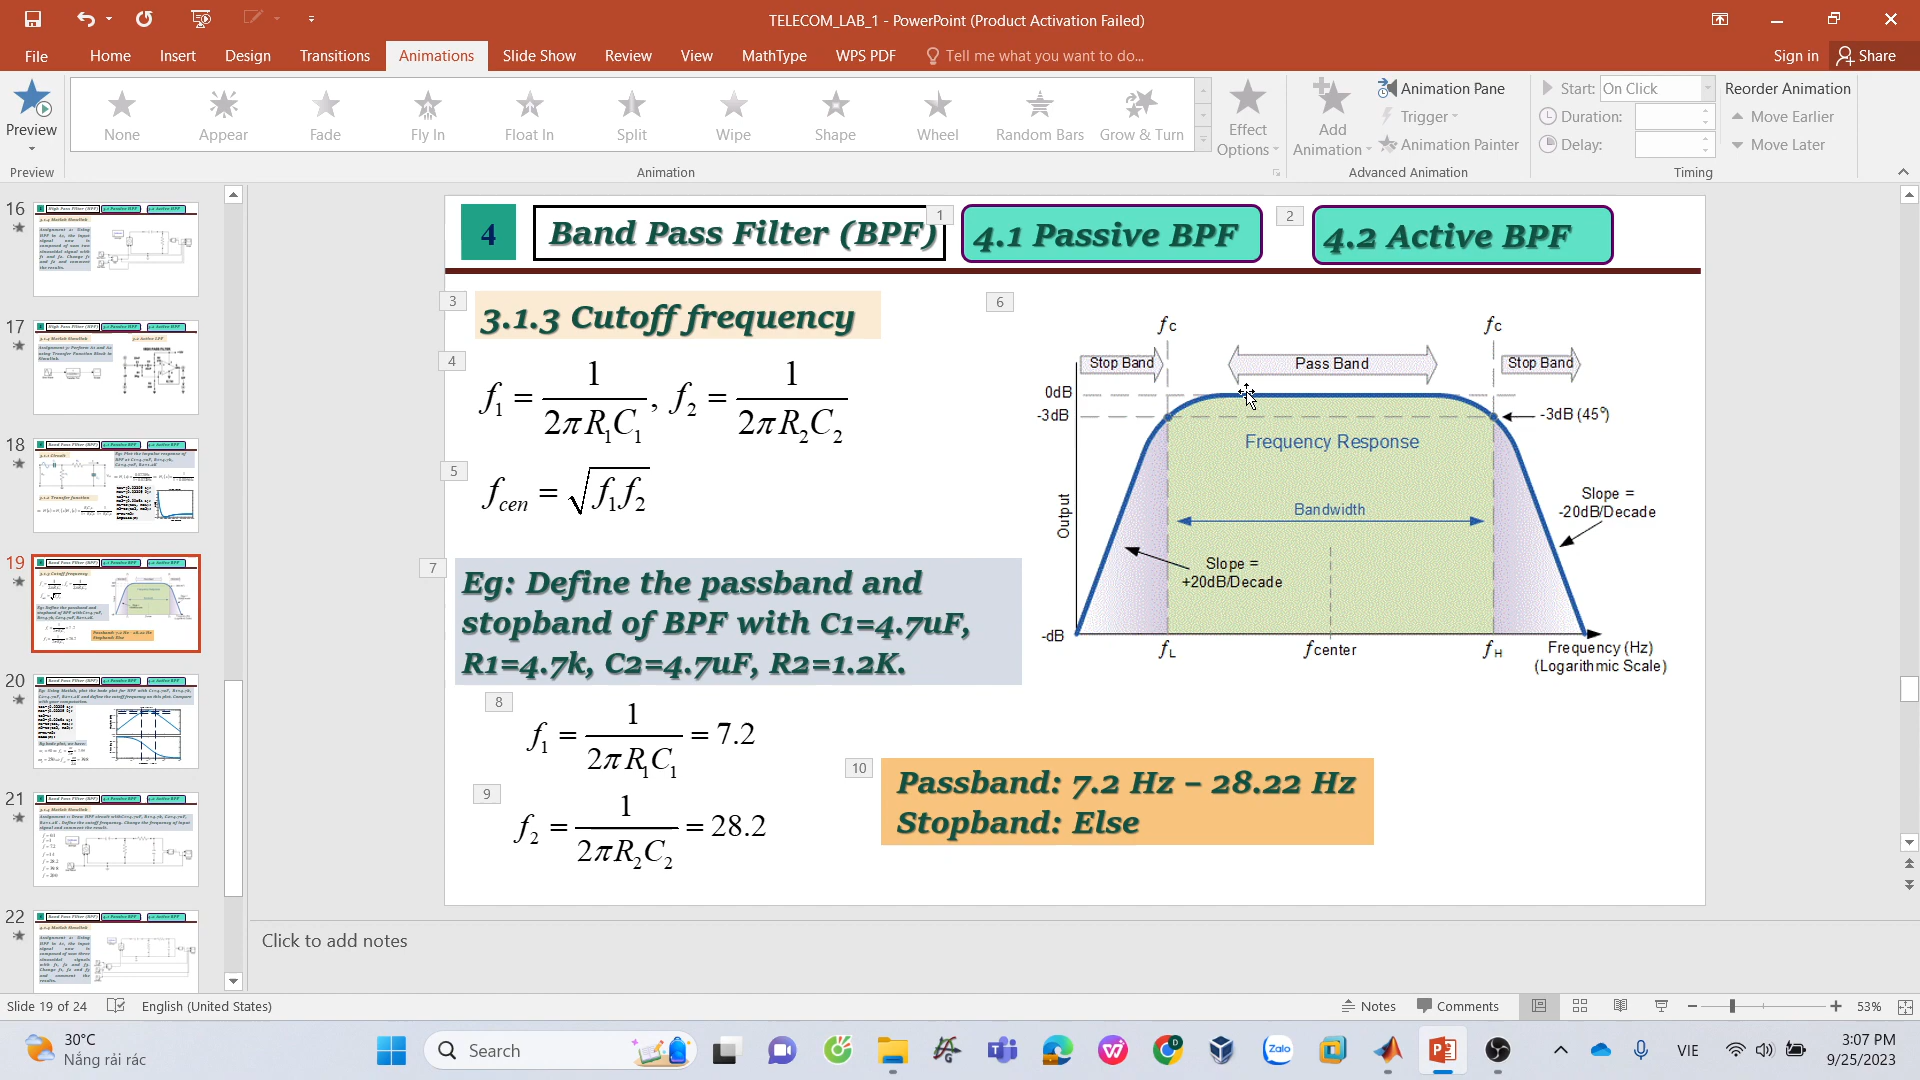 TELECOM_LAB_1 - PowerPoint (Product Activation Failed)
File Home Insert Design Transitions Animations Slide Show Review View MathType WPS PDF Tell me what you want to do... Sign in Share
Preview
None Appear Fade Fly In Float In Split Wipe Shape Wheel Random Bars Grow & Turn
Effect Options
Add Animation
Animation Pane
Trigger
Animation Painter
Start: On Click
Duration:
Delay:
Reorder Animation
Move Earlier
Move Later
Preview Animation Advanced Animation Timing
16
17
18
19
20
21
22
4 Band Pass Filter (BPF) 1 4.1 Passive BPF 2 4.2 Active BPF
3 3.1.3 Cutoff frequency
4 f₁ = 1/(2πR₁C₁), f₂ = 1/(2πR₂C₂)
5 f_cen = √(f₁f₂)
6
fC fC
Stop Band Pass Band Stop Band
0dB
-3dB -3dB (45°)
Frequency Response
Output
Bandwidth
Slope =
-20dB/Decade
Slope =
+20dB/Decade
-dB
fL fcenter fH
Frequency (Hz)
(Logarithmic Scale)
7 Eg: Define the passband and
stopband of BPF with C1=4.7uF,
R1=4.7k, C2=4.7uF, R2=1.2K.
8 f₁ = 1/(2πR₁C₁) = 7.2
9 f₂ = 1/(2πR₂C₂) = 28.2
10 Passband: 7.2 Hz – 28.22 Hz
Stopband: Else
Click to add notes
Slide 19 of 24 English (United States) Notes Comments 53%
30°C
Nắng rải rác
Search
Zalo
VIE
3:07 PM
9/25/2023